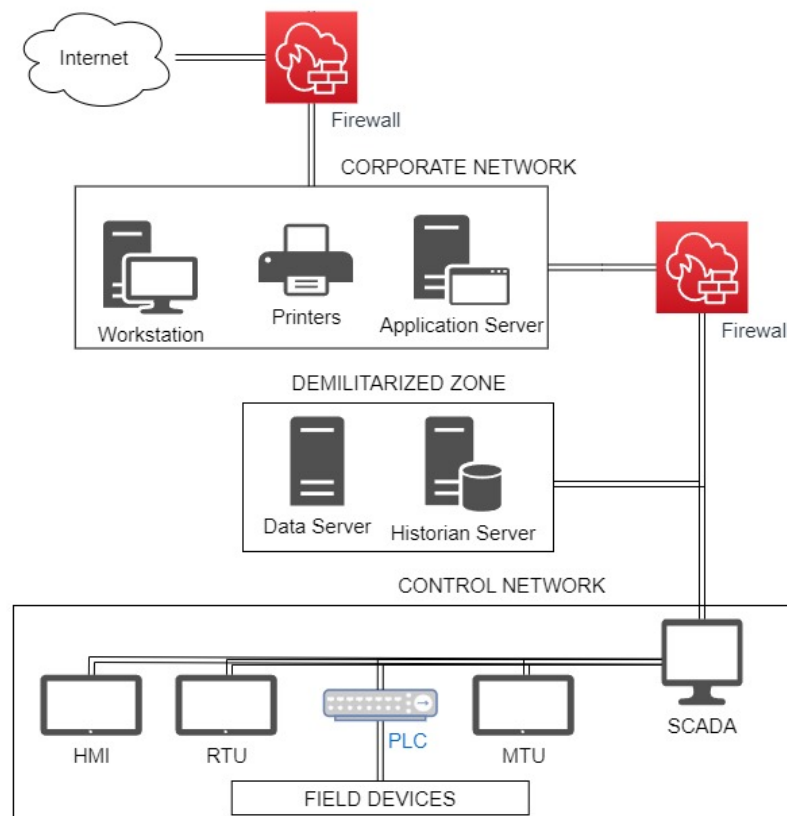 Internet
Firewall
CORPORATE NETWORK
Workstation
Printers
Application Server
Firewall
DEMILITARIZED ZONE
Data Server
Historian Server
CONTROL NETWORK
HMI
RTU
PLC
MTU
SCADA
FIELD DEVICES